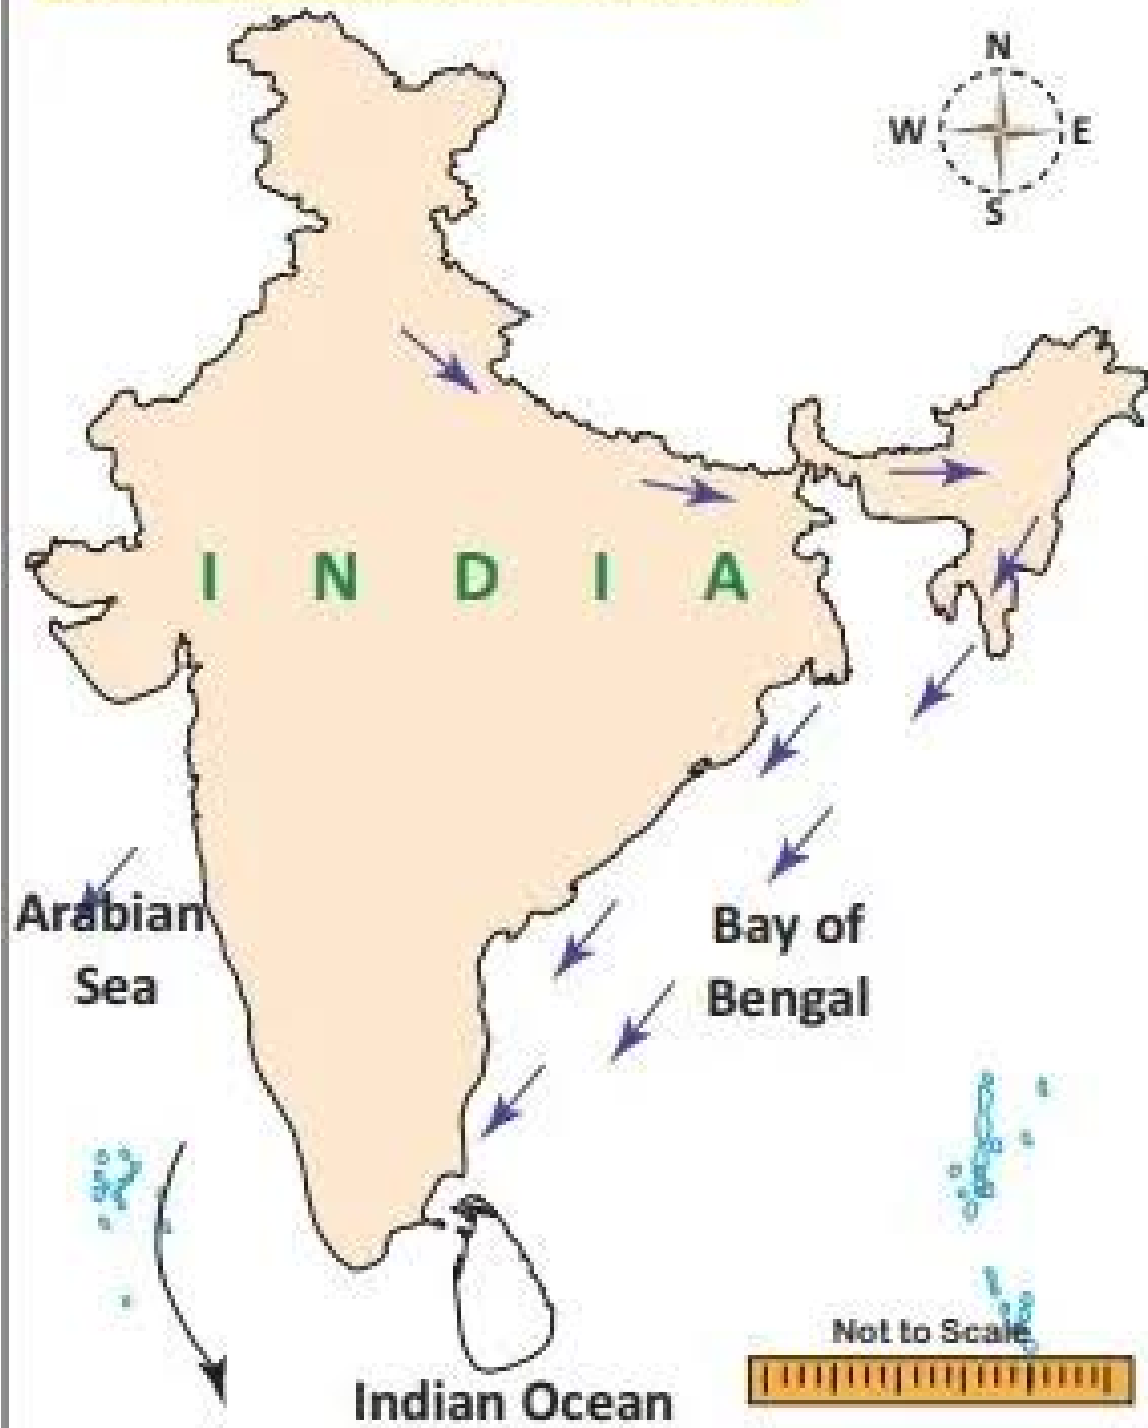 N
W E
S
I N D I A
Arabian
Sea
Bay of
Bengal
Not to Scale
Indian Ocean